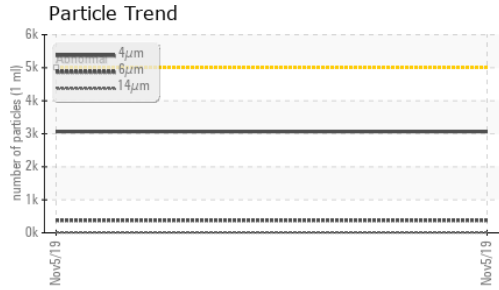 Particle Trend
number of particles (1 ml)
6k
5k
4k
3k
2k
1k
0k
Abnormal
4µm
6µm
14µm
Nov5/19
Nov5/19